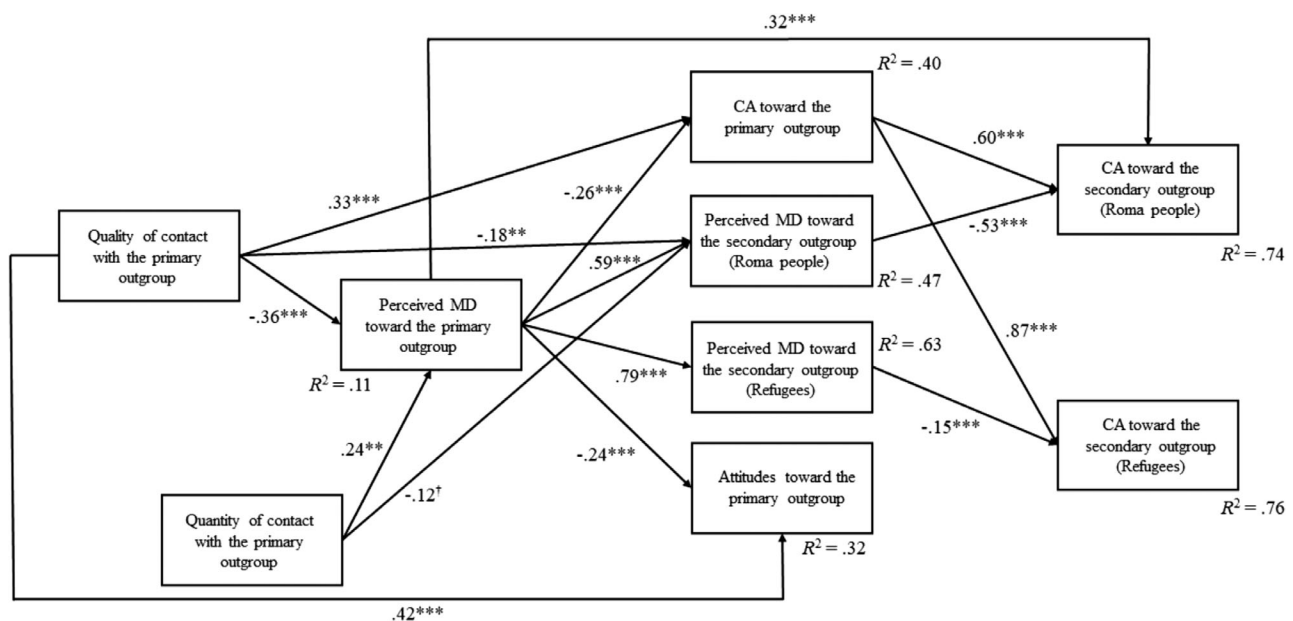 .32***
R² = .40
CA toward the
primary outgroup
.60***
CA toward the
secondary outgroup
(Roma people)
R² = .74
.33***
-.26***
Quality of contact
with the primary
outgroup
-.18**
Perceived MD toward
the secondary outgroup
(Roma people)
-.53***
.59***
R² = .47
-.36***
Perceived MD
toward the primary
outgroup
R² = .11
Perceived MD toward
the secondary outgroup
(Refugees)
R² = .63
.87***
.79***
-.15***
CA toward the
secondary outgroup
(Refugees)
R² = .76
.24**
-.24***
-.12†
Attitudes toward the
primary outgroup
R² = .32
Quantity of contact
with the primary
outgroup
.42***